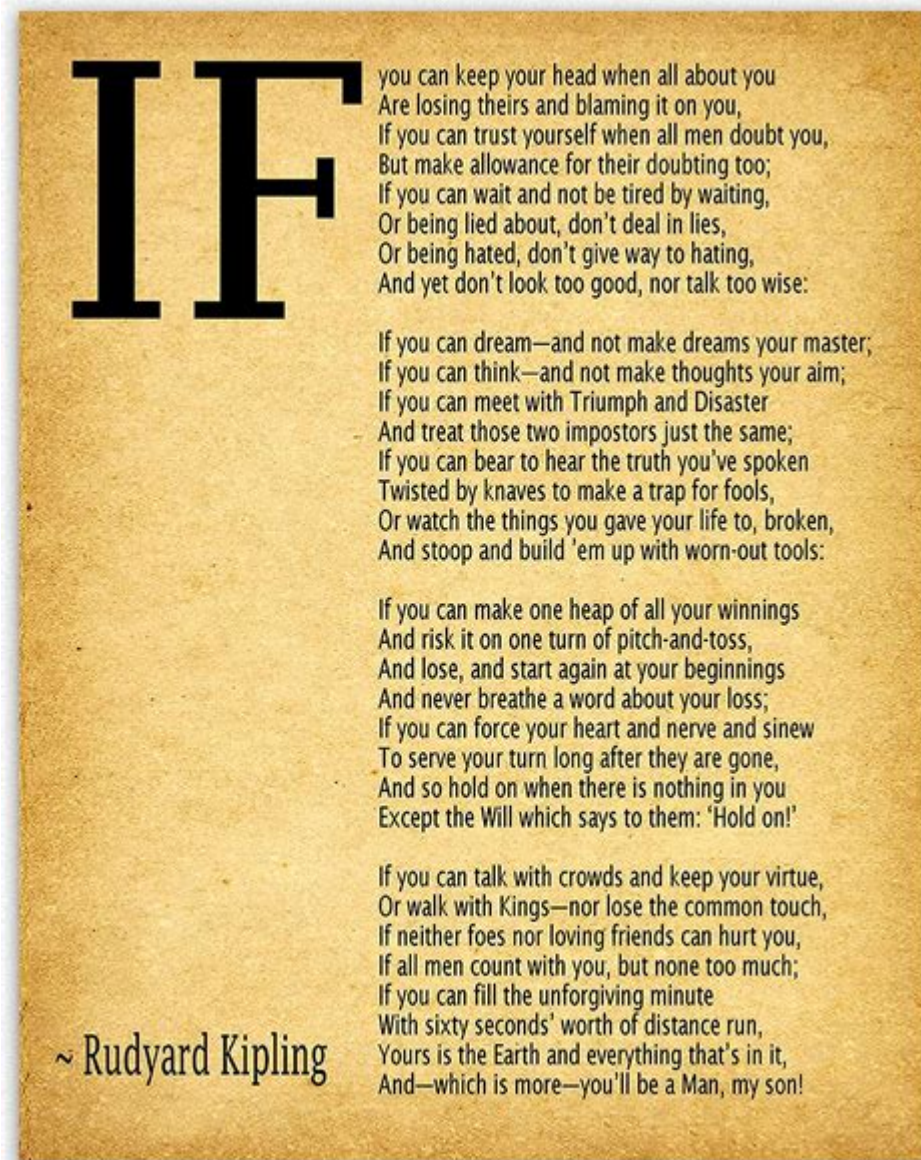 IF you can keep your head when all about you
Are losing theirs and blaming it on you,
If you can trust yourself when all men doubt you,
But make allowance for their doubting too;
If you can wait and not be tired by waiting,
Or being lied about, don't deal in lies,
Or being hated, don't give way to hating,
And yet don't look too good, nor talk too wise:

If you can dream—and not make dreams your master;
If you can think—and not make thoughts your aim;
If you can meet with Triumph and Disaster
And treat those two impostors just the same;
If you can bear to hear the truth you've spoken
Twisted by knaves to make a trap for fools,
Or watch the things you gave your life to, broken,
And stoop and build 'em up with worn-out tools:

If you can make one heap of all your winnings
And risk it on one turn of pitch-and-toss,
And lose, and start again at your beginnings
And never breathe a word about your loss;
If you can force your heart and nerve and sinew
To serve your turn long after they are gone,
And so hold on when there is nothing in you
Except the Will which says to them: ‘Hold on!’

If you can talk with crowds and keep your virtue,
Or walk with Kings—nor lose the common touch,
If neither foes nor loving friends can hurt you,
If all men count with you, but none too much;
If you can fill the unforgiving minute
With sixty seconds' worth of distance run,
Yours is the Earth and everything that's in it,
And—which is more—you'll be a Man, my son!
~ Rudyard Kipling